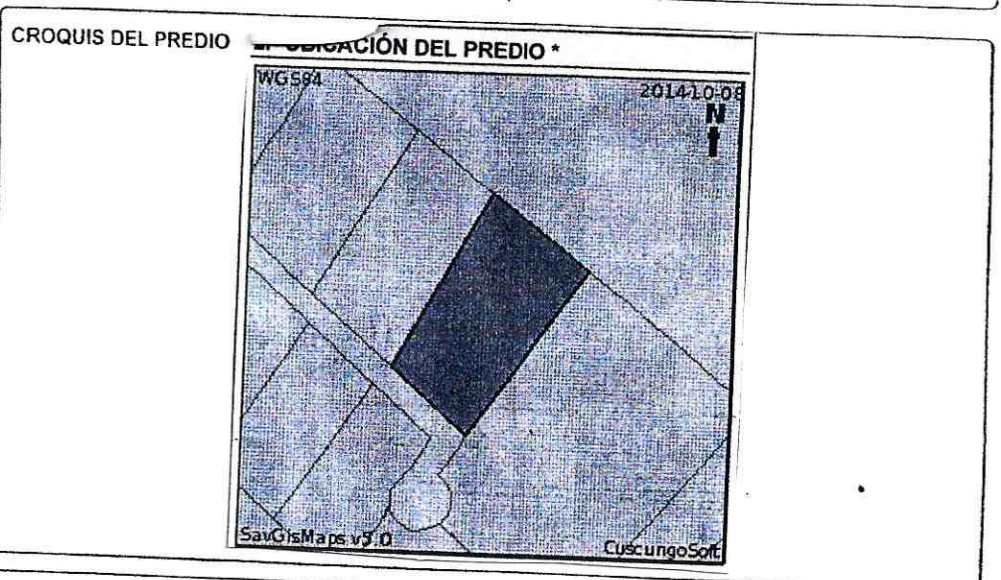 CROQUIS DEL PREDIO
UBICACIÓN DEL PREDIO *
WGS84
2014-10-08
N
SavGisMaps v3.0
CuscungoSoft